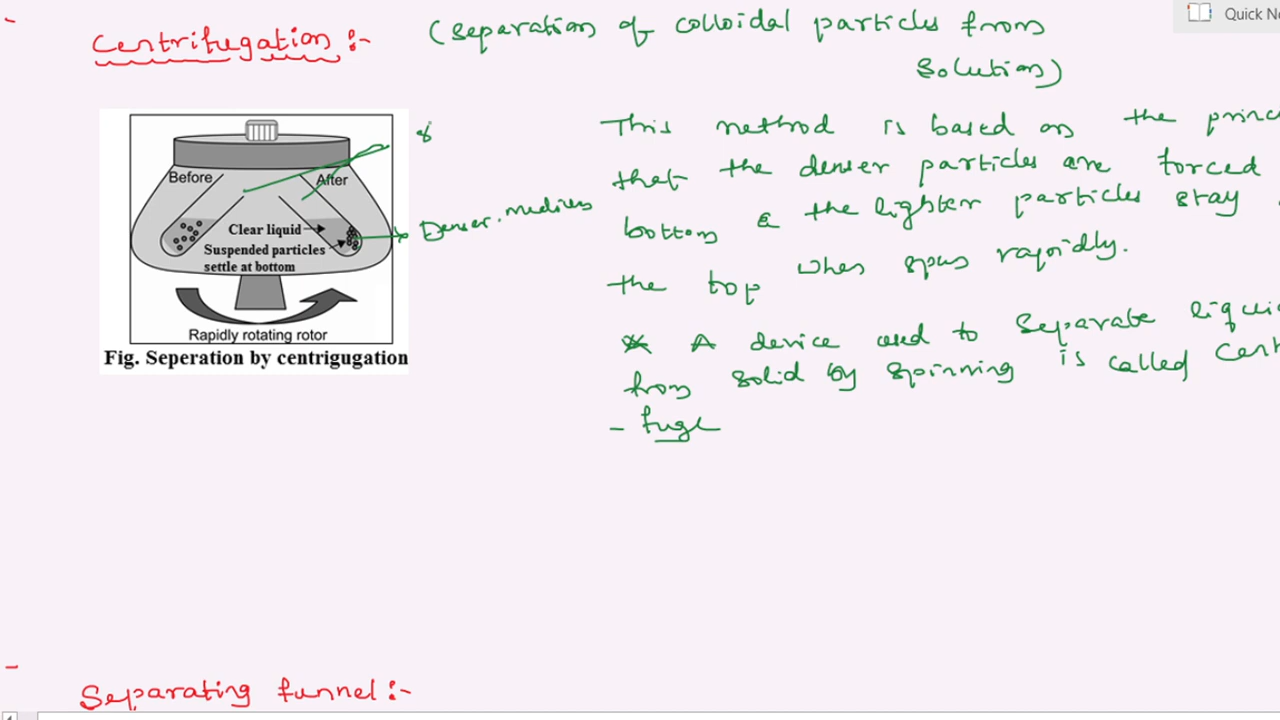 Quick No
Centrifugation :- (Separation of colloidal particles from
solution)
This method is based on the princ
that the denser particles are forced
bottom & the lighter particles stay
the top when spun rapidly.
* A device used to separate liqui
from solid by spinning is called Cent
- fuge
Before
After
Clear liquid
Suspended particles
settle at bottom
Denser medium
Rapidly rotating rotor
Fig. Seperation by centrigugation
Separating funnel :-